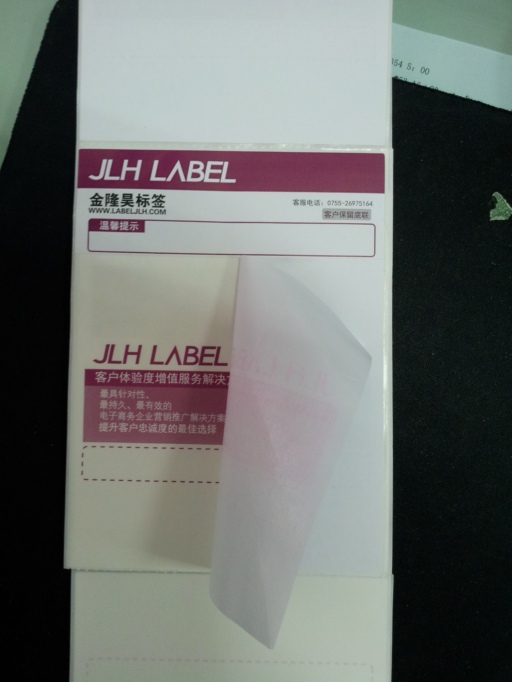 354 5：00
JLH LABEL
金隆昊标签
WWW.LABELJLH.COM
客服电话：0755-26975164
客户保留底联
温馨提示
JLH LABEL
客户体验度增值服务解决
最具针对性、
最持久、最有效的
电子商务企业营销推广解决方案
提升客户忠诚度的最佳选择